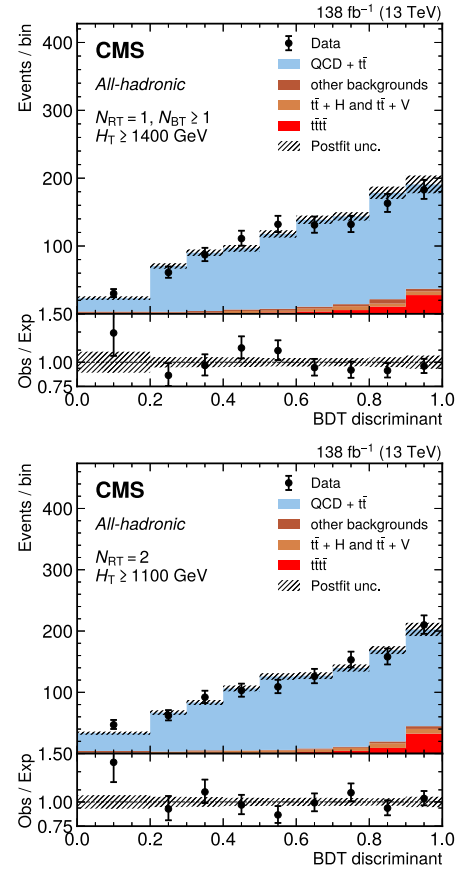 138 fb⁻¹ (13 TeV)
Events / bin
400
300
200
100
CMS
All-hadronic
N_RT = 1, N_BT ≥ 1
H_T ≥ 1400 GeV
Data
QCD + tt̄
other backgrounds
tt̄ + H and tt̄ + V
tt̄tt̄
Postfit unc.
Obs / Exp
1.50
1.00
0.75
0.0 0.2 0.4 0.6 0.8 1.0
BDT discriminant
138 fb⁻¹ (13 TeV)
Events / bin
400
300
200
100
CMS
All-hadronic
N_RT = 2
H_T ≥ 1100 GeV
Data
QCD + tt̄
other backgrounds
tt̄ + H and tt̄ + V
tt̄tt̄
Postfit unc.
Obs / Exp
1.50
1.00
0.75
0.0 0.2 0.4 0.6 0.8 1.0
BDT discriminant